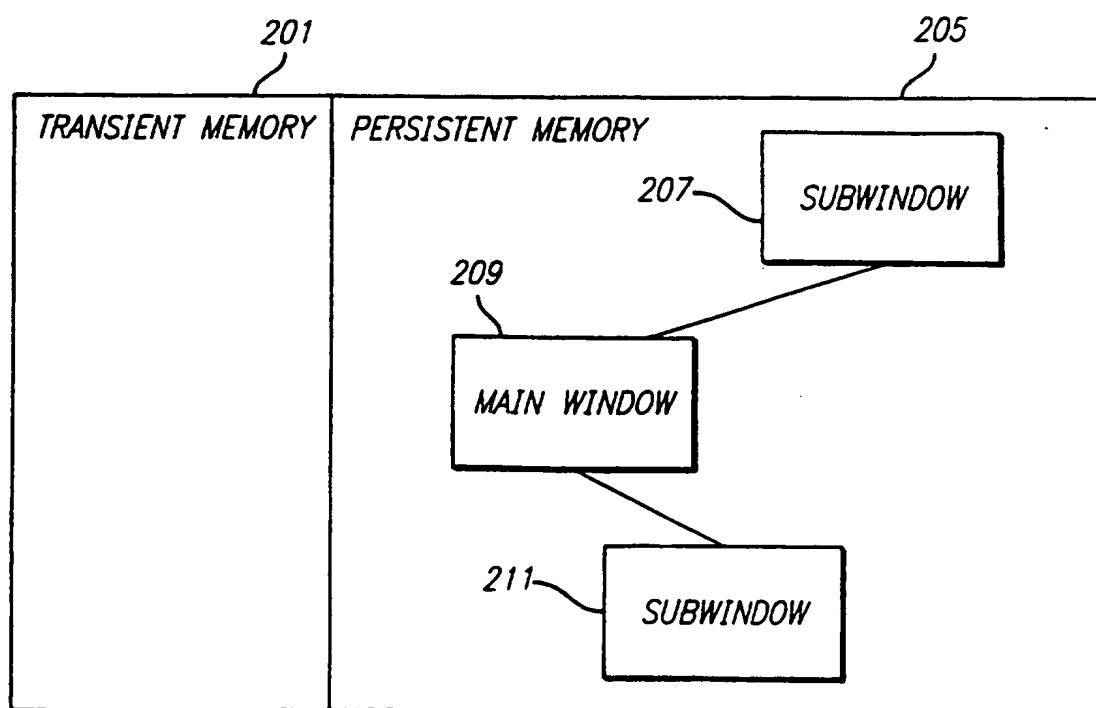 201
205
TRANSIENT MEMORY
PERSISTENT MEMORY
207
SUBWINDOW
209
MAIN WINDOW
211
SUBWINDOW